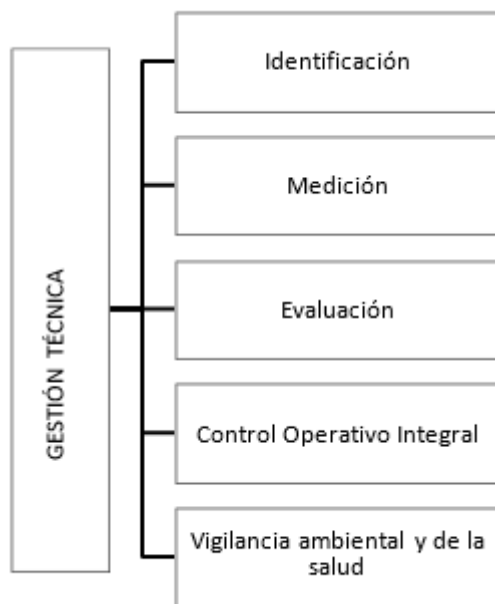 GESTIÓN TÉCNICA
Identificación
Medición
Evaluación
Control Operativo Integral
Vigilancia ambiental y de la
salud